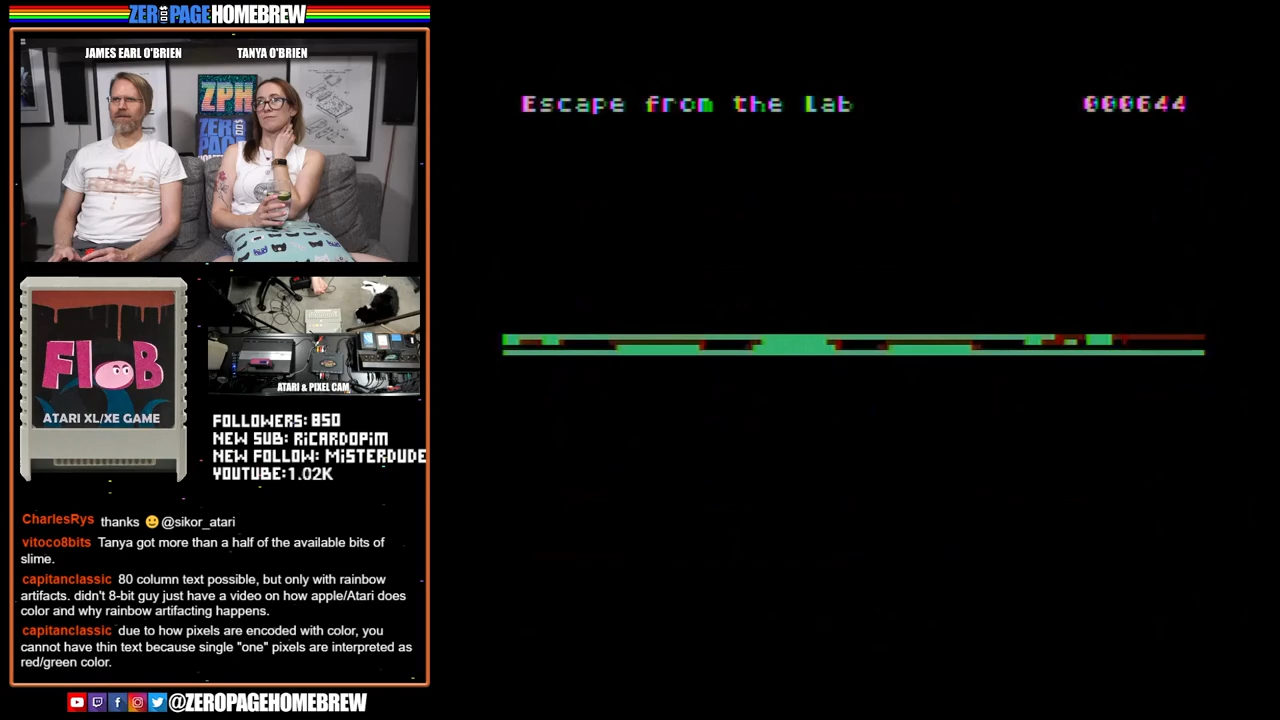 ZEROPAGEHOMEBREW
JAMES EARL O'BRIEN
TANYA O'BRIEN
ZPH
Escape from the lab
000644
FloB
ATARI XL/XE GAME
ATARI & PIXEL CAM
FOLLOWERS: 850
NEW SUB: RiCARDOPiM
NEW FOLLOW: MiSTERDUDE
YOUTUBE:1.02K
CharlesRys thanks 🙂 @sikor_atari
vitoco8bits Tanya got more than a half of the available bits of
slime.
capitanclassic 80 column text possible, but only with rainbow
artifacts. didn't 8-bit guy just have a video on how apple/Atari does
color and why rainbow artifacting happens.
capitanclassic due to how pixels are encoded with color, you
cannot have thin text because single "one" pixels are interpreted as
red/green color.
@ZEROPAGEHOMEBREW